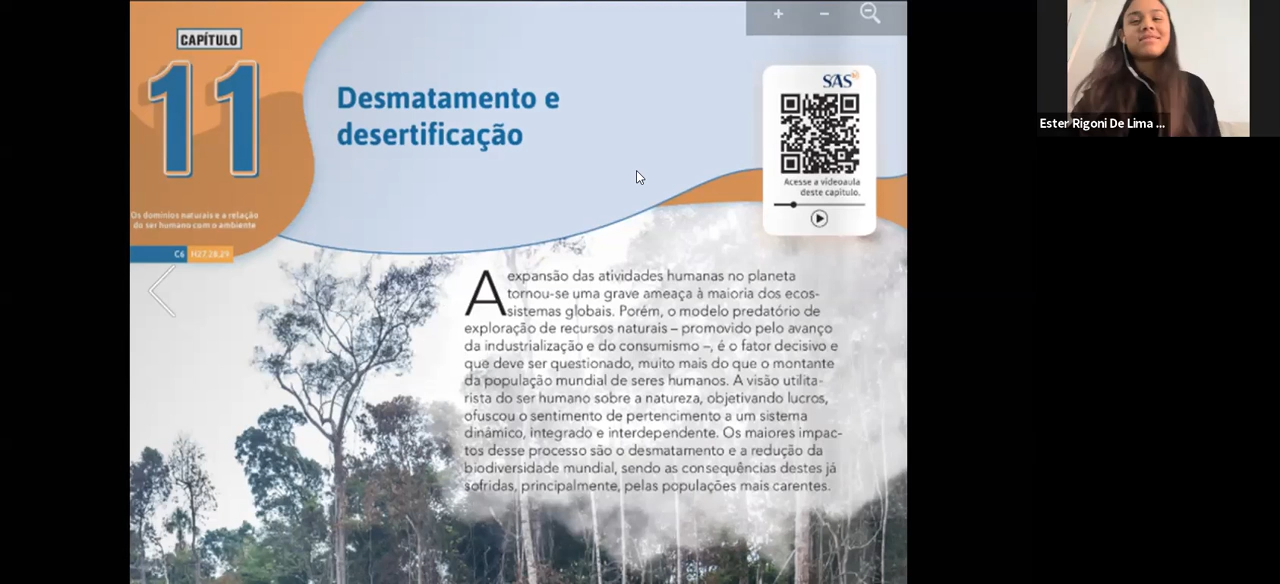 CAPÍTULO
11
Os domínios naturais e a relação
do ser humano com o ambiente
C6 H27,28,29
Desmatamento e
desertificação
SAS
Acesse a videoaula
deste capítulo.
A expansão das atividades humanas no planeta
tornou-se uma grave ameaça à maioria dos ecos-
sistemas globais. Porém, o modelo predatório de
exploração de recursos naturais – promovido pelo avanço
da industrialização e do consumismo –, é o fator decisivo e
que deve ser questionado, muito mais do que o montante
da população mundial de seres humanos. A visão utilita-
rista do ser humano sobre a natureza, objetivando lucros,
ofuscou o sentimento de pertencimento a um sistema
dinâmico, integrado e interdependente. Os maiores impac-
tos desse processo são o desmatamento e a redução da
biodiversidade mundial, sendo as consequências destes já
sofridas, principalmente, pelas populações mais carentes.
Ester Rigoni De Lima ...